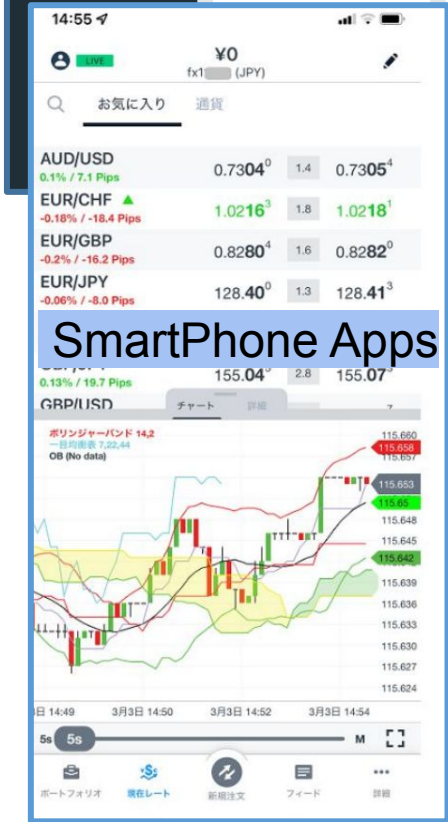 14:55
LIVE
¥0
fx1 (JPY)
お気に入り 通貨
AUD/USD
0.1% / 7.1 Pips
0.7304⁰ 1.4 0.7305⁴
EUR/CHF ▲
-0.18% / -18.4 Pips
1.0216³ 1.8 1.0218¹
EUR/GBP
-0.2% / -16.2 Pips
0.8280⁴ 1.6 0.8282⁰
EUR/JPY
-0.06% / -8.0 Pips
128.40⁰ 1.3 128.41³
SmartPhone Apps
0.13% / 19.7 Pips
155.04 2.8 155.07
GBP/USD
チャート 詳細
ボリンジャーバンド 14,2
一目均衡表 7,22,44
OB (No data)
115.660
115.658
115.657
115.653
115.65
115.648
115.645
115.642
115.639
115.636
115.633
115.630
115.627
115.624
日 14:49 3月3日 14:50 3月3日 14:52 3月3日 14:54
5s 5s M
ポートフォリオ 現在レート 新規注文 フィード 詳細